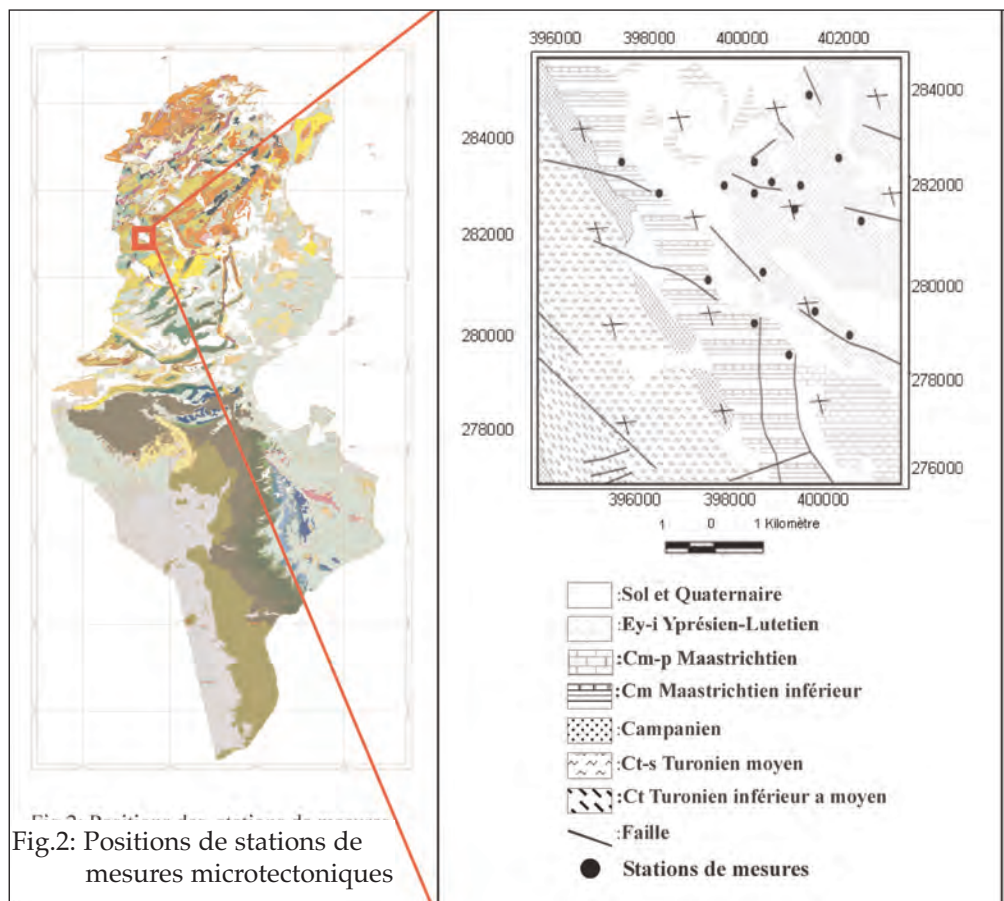 396000 398000 400000 402000
284000
282000
280000
278000
276000
284000
282000
280000
278000
396000 398000 400000
1 0 1 Kilomètre
:Sol et Quaternaire
:Ey-i Yprésien-Lutetien
:Cm-p Maastrichtien
:Cm Maastrichtien inférieur
:Campanien
:Ct-s Turonien moyen
:Ct Turonien inférieur a moyen
:Faille
Stations de mesures
Fig.2: Positions de stations de
mesures microtectoniques